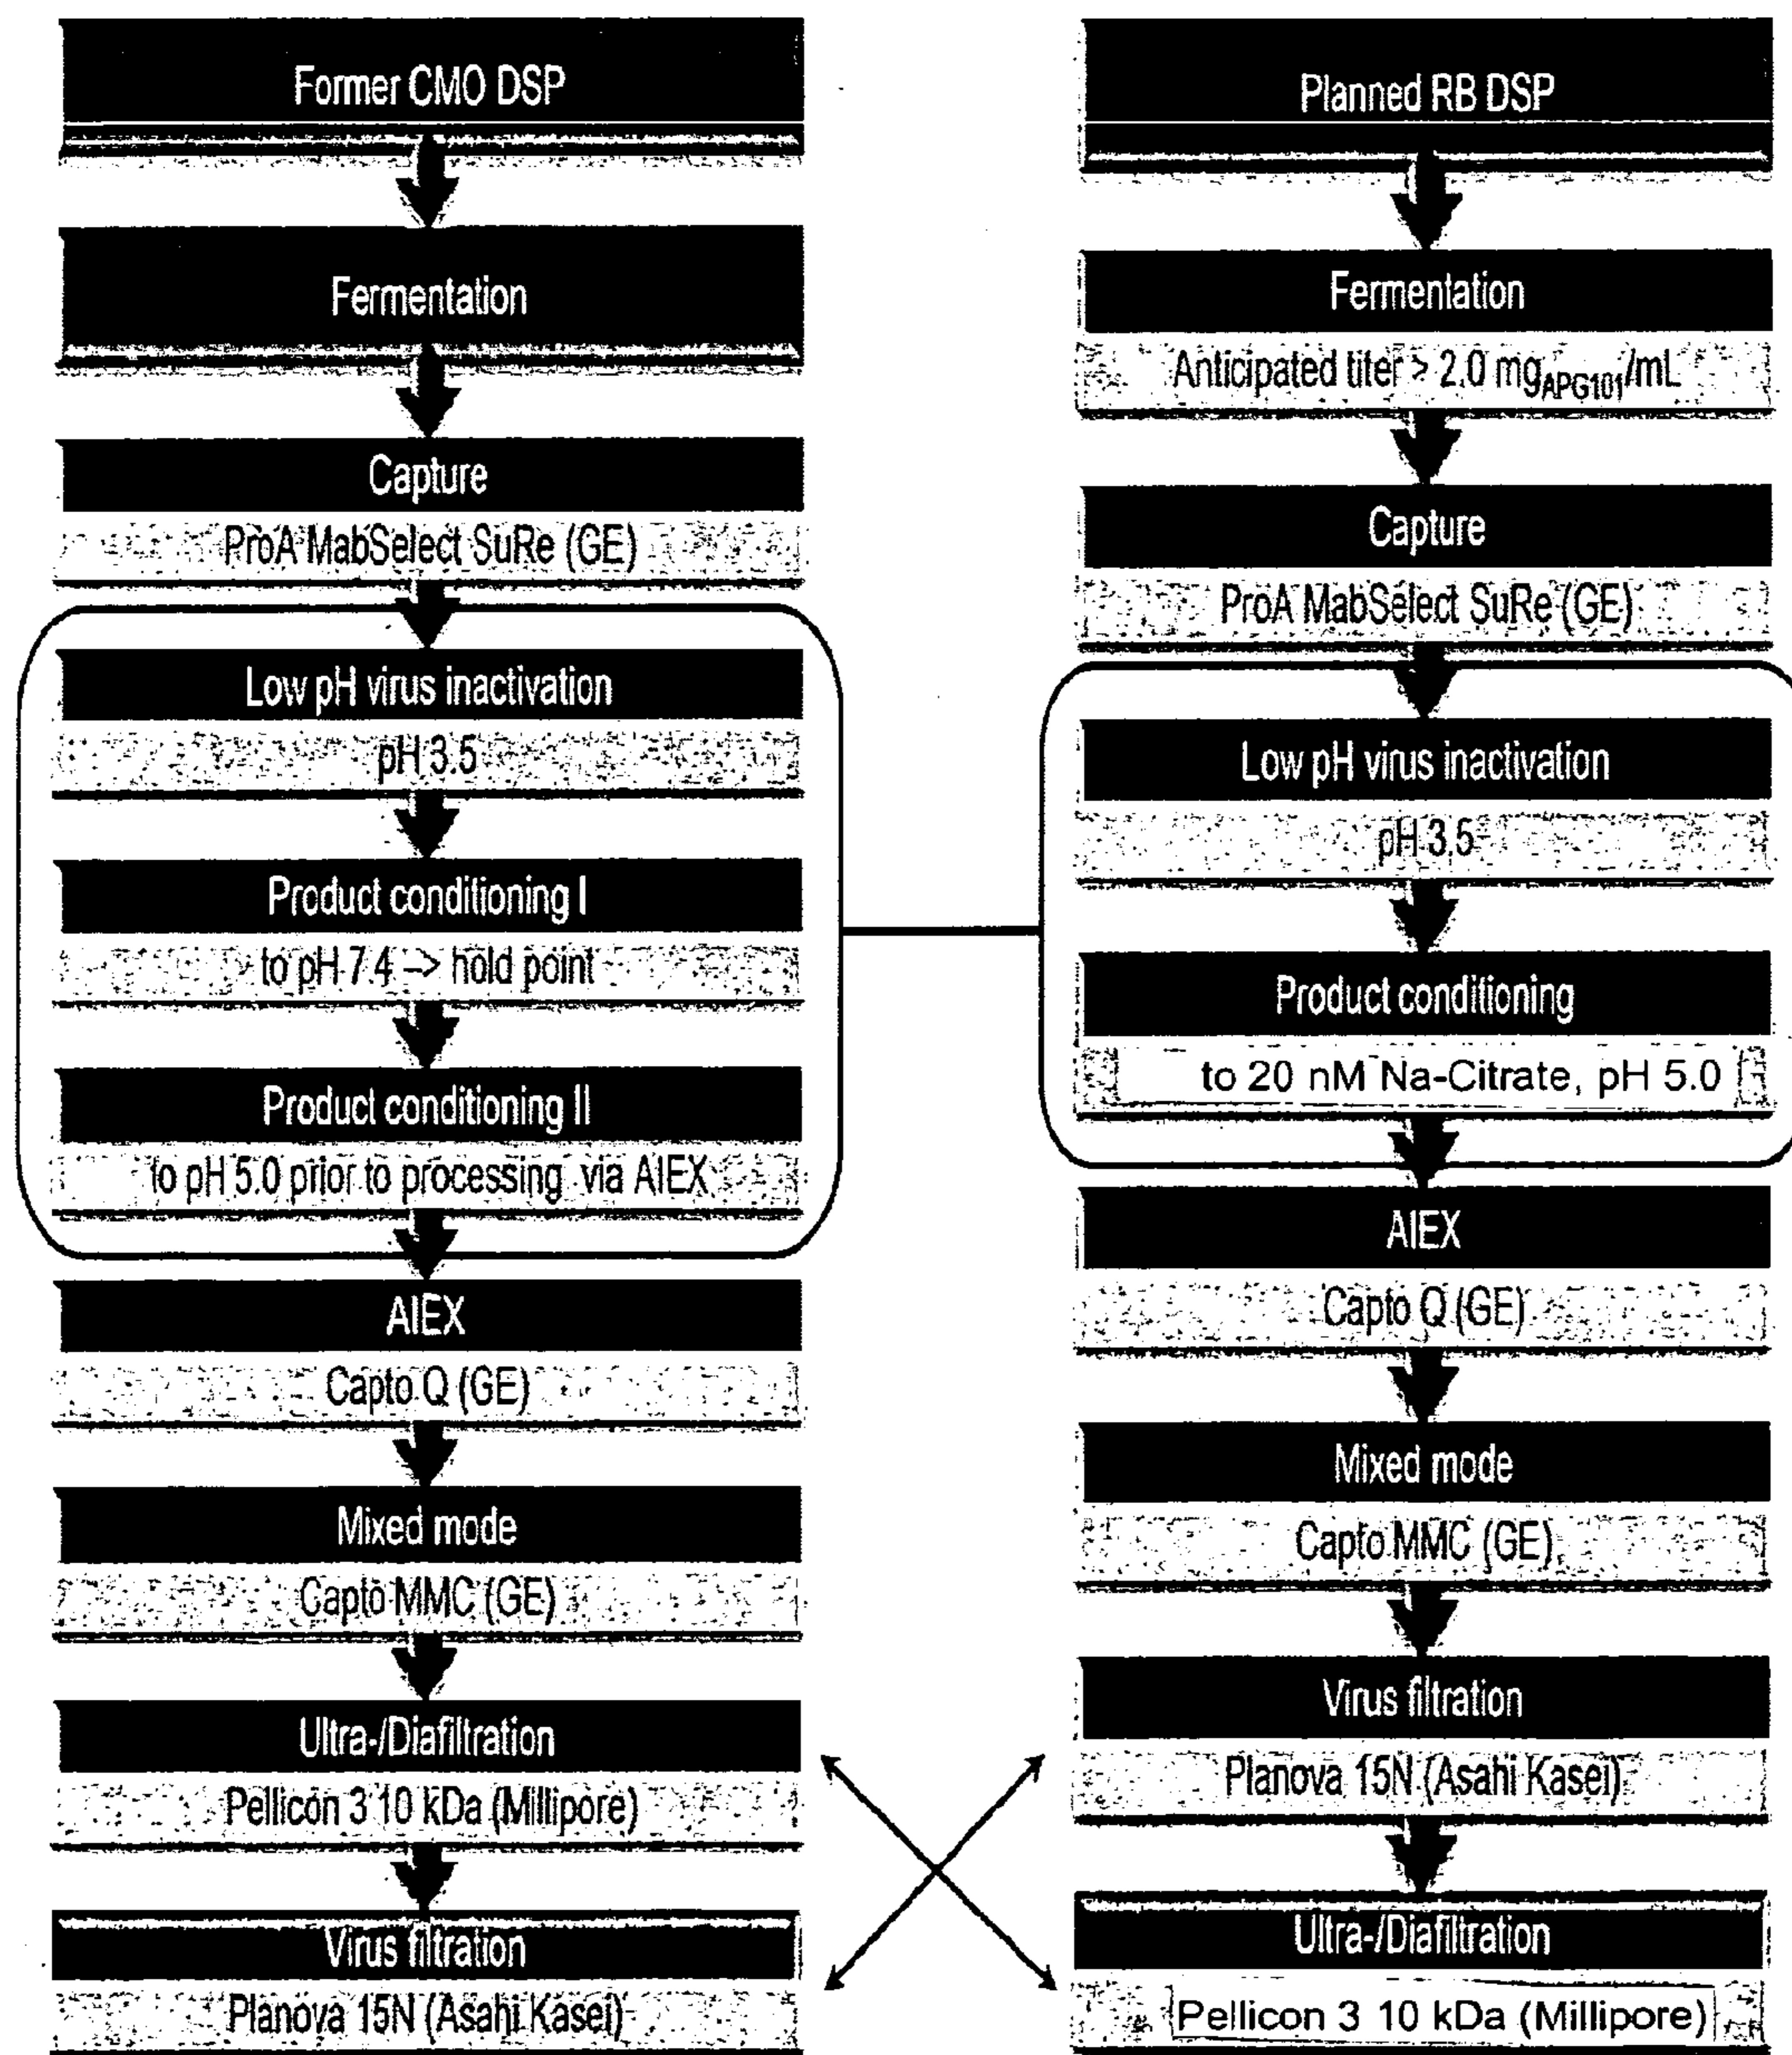 Former CMO DSP
Fermentation
Capture
ProA MabSelect SuRe (GE)
Low pH virus inactivation
pH 3.5
Product conditioning I
to pH 7.4 -> hold point
Product conditioning II
to pH 5.0 prior to processing via AIEX
AIEX
Capto Q (GE)
Mixed mode
Capto MMC (GE)
Ultra-/Diafiltration
Pellicon 3 10 kDa (Millipore)
Virus filtration
Planova 15N (Asahi Kasei)
Planned RB DSP
Fermentation
Anticipated titer > 2.0 mgAPG101/mL
Capture
ProA MabSelect SuRe (GE)
Low pH virus inactivation
pH 3.5
Product conditioning
to 20 nM Na-Citrate, pH 5.0
AIEX
Capto Q (GE)
Mixed mode
Capto MMC (GE)
Virus filtration
Planova 15N (Asahi Kasei)
Ultra-/Diafiltration
Pellicon 3 10 kDa (Millipore)